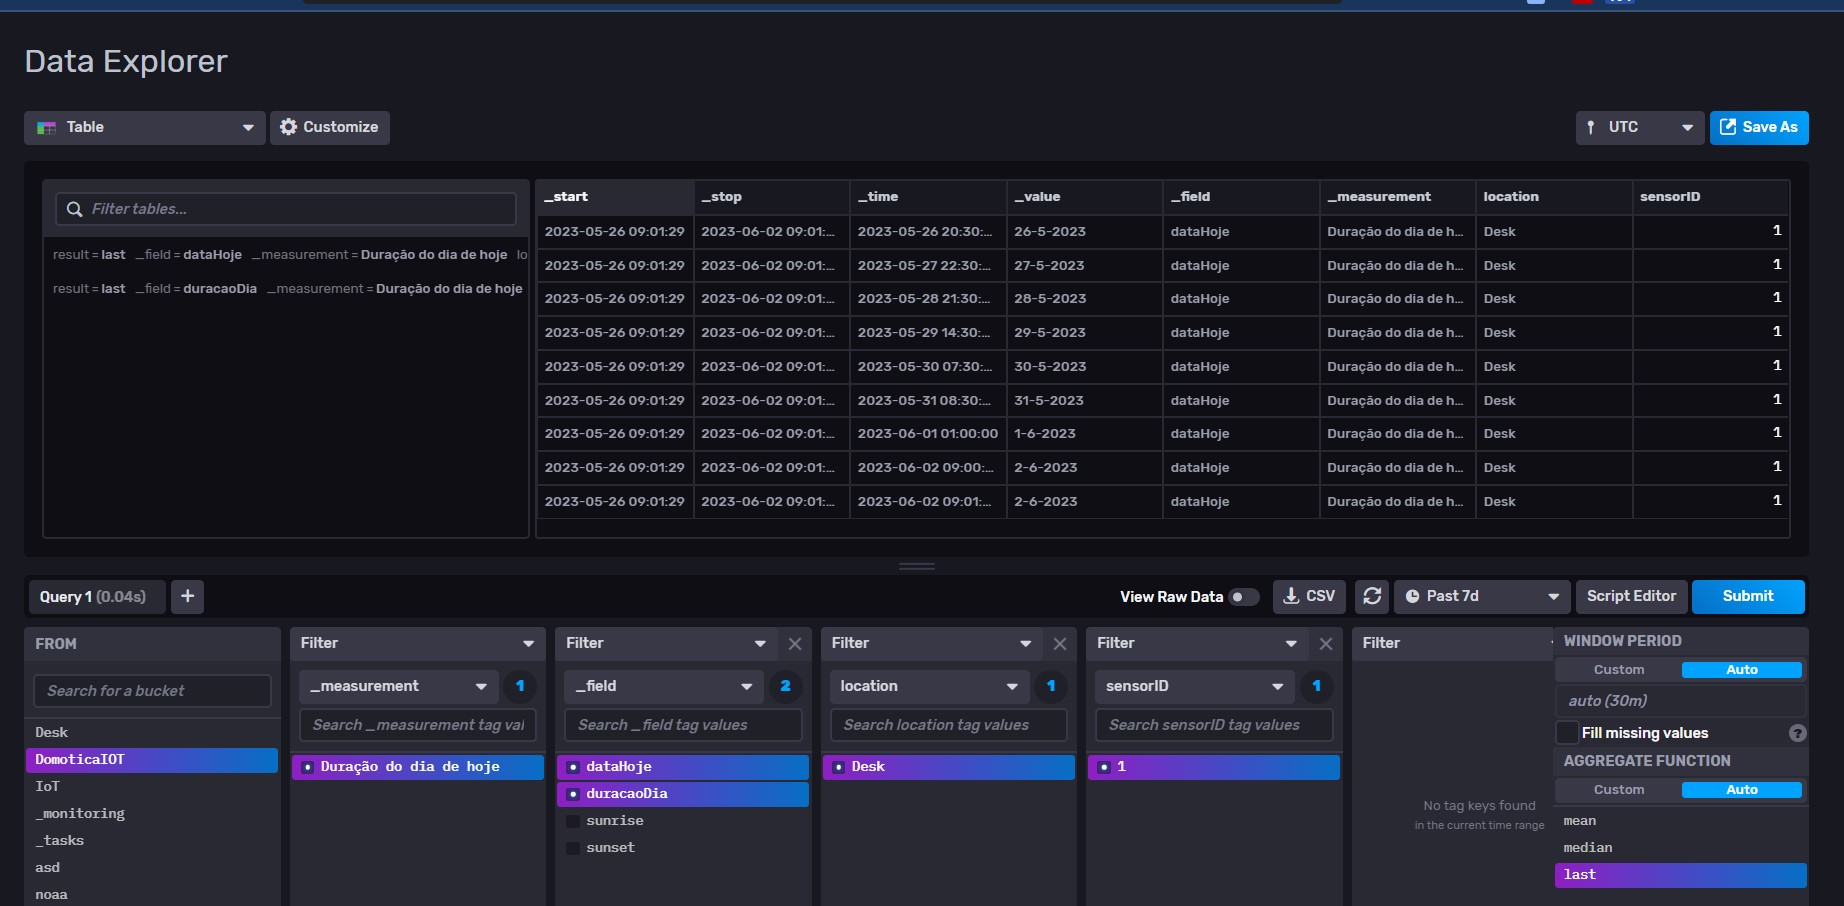 Data Explorer
Table
Customize
UTC
Save As
Filter tables...
result = last _field = dataHoje _measurement = Duração do dia de hoje lo
result = last _field = duracaoDia _measurement = Duração do dia de hoje
_start _stop _time _value _field _measurement location sensorID
2023-05-26 09:01:29 2023-06-02 09:01:... 2023-05-26 20:30:... 26-5-2023 dataHoje Duração do dia de h... Desk 1
2023-05-26 09:01:29 2023-06-02 09:01:... 2023-05-27 22:30:... 27-5-2023 dataHoje Duração do dia de h... Desk 1
2023-05-26 09:01:29 2023-06-02 09:01:... 2023-05-28 21:30:... 28-5-2023 dataHoje Duração do dia de h... Desk 1
2023-05-26 09:01:29 2023-06-02 09:01:... 2023-05-29 14:30:... 29-5-2023 dataHoje Duração do dia de h... Desk 1
2023-05-26 09:01:29 2023-06-02 09:01:... 2023-05-30 07:30:... 30-5-2023 dataHoje Duração do dia de h... Desk 1
2023-05-26 09:01:29 2023-06-02 09:01:... 2023-05-31 08:30:... 31-5-2023 dataHoje Duração do dia de h... Desk 1
2023-05-26 09:01:29 2023-06-02 09:01:... 2023-06-01 01:00:00 1-6-2023 dataHoje Duração do dia de h... Desk 1
2023-05-26 09:01:29 2023-06-02 09:01:... 2023-06-02 09:00:... 2-6-2023 dataHoje Duração do dia de h... Desk 1
2023-05-26 09:01:29 2023-06-02 09:01:... 2023-06-02 09:01:... 2-6-2023 dataHoje Duração do dia de h... Desk 1
Query 1 (0.04s)
+
View Raw Data
CSV
Past 7d
Script Editor
Submit
FROM
Search for a bucket
Desk
DomoticaIOT
IoT
_monitoring
_tasks
asd
noaa
Filter
_measurement 1
Search _measurement tag val
Duração do dia de hoje
Filter
_field 2
Search _field tag values
dataHoje
duracaoDia
sunrise
sunset
Filter
location 1
Search location tag values
Desk
Filter
sensorID 1
Search sensorID tag values
1
Filter
No tag keys found
in the current time range
WINDOW PERIOD
Custom Auto
auto (30m)
Fill missing values ?
AGGREGATE FUNCTION
Custom Auto
mean
median
last